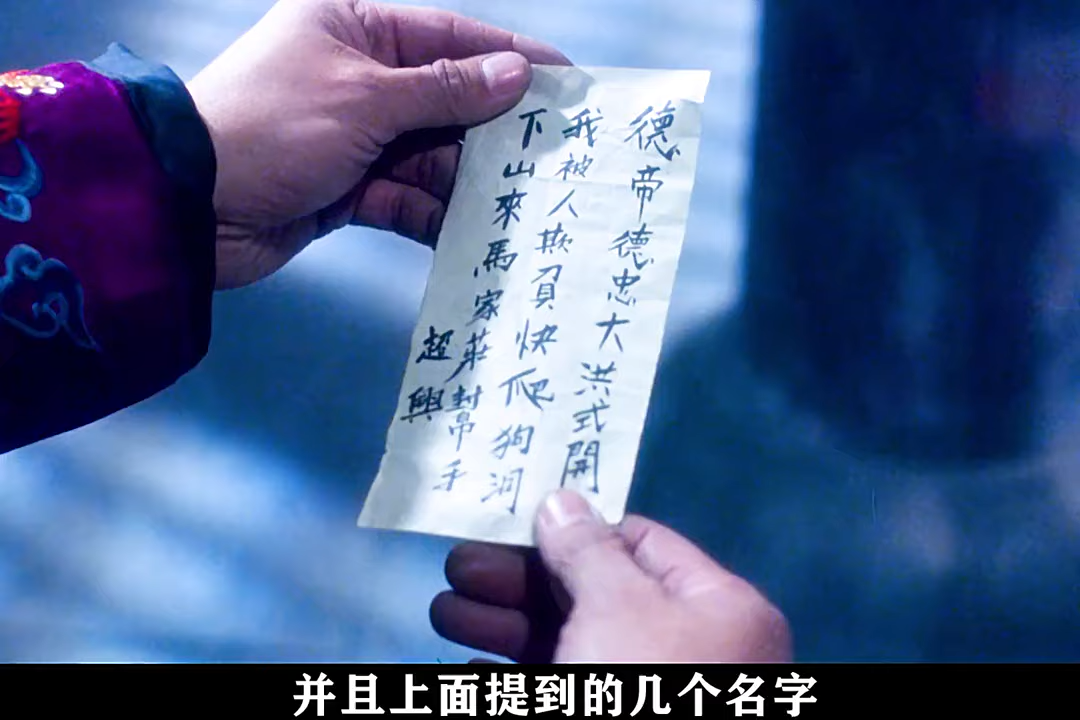 德帝德忠大洪式開
我被人欺負快爬狗河
下山來馬家莊幫手
超興
并且上面提到的几个名字